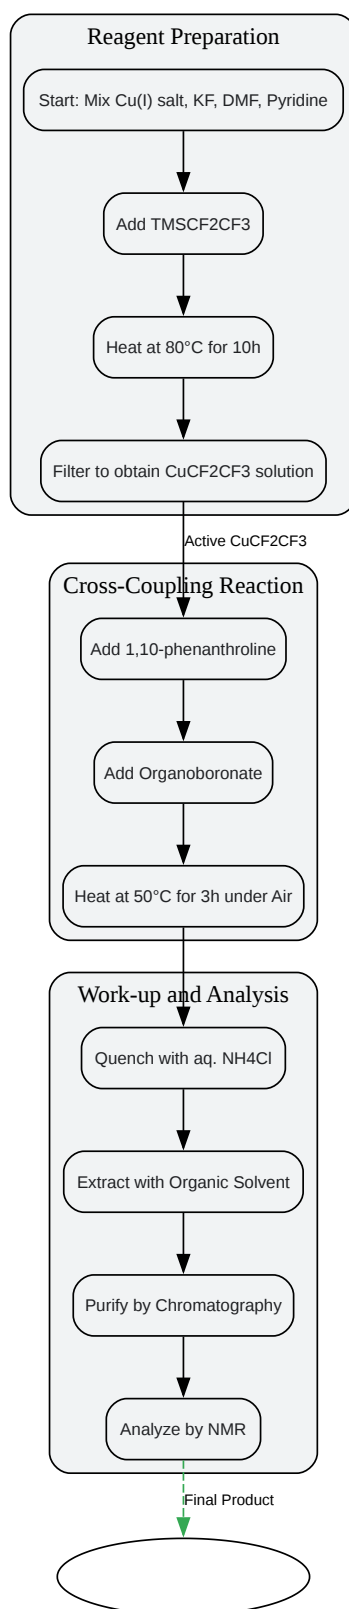 Reagent Preparation
Start: Mix Cu(I) salt, KF, DMF, Pyridine
Add TMSCF2CF3
Heat at 80°C for 10h
Filter to obtain CuCF2CF3 solution
Active CuCF2CF3
Cross-Coupling Reaction
Add 1,10-phenanthroline
Add Organoboronate
Heat at 50°C for 3h under Air
Work-up and Analysis
Quench with aq. NH4Cl
Extract with Organic Solvent
Purify by Chromatography
Analyze by NMR
Final Product